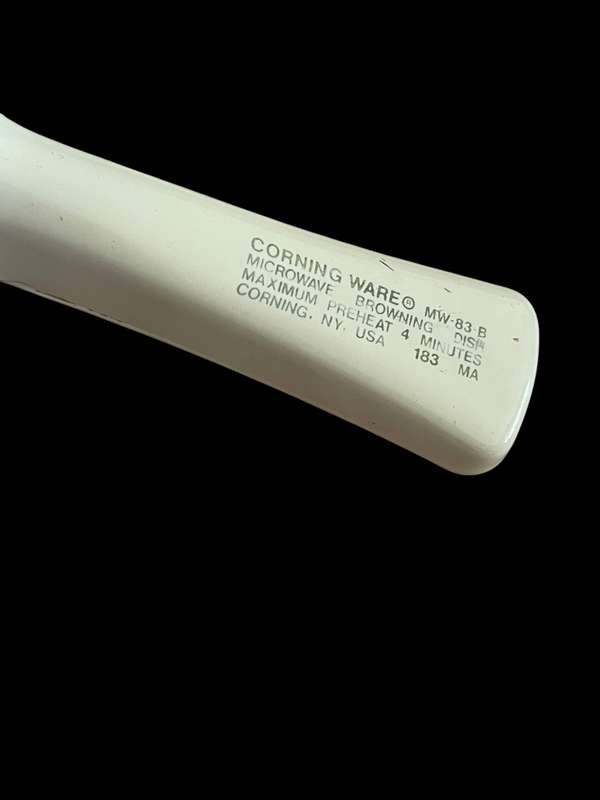 CORNING WARE® MW-83-B
MICROWAVE BROWNING DISH
MAXIMUM PREHEAT 4 MINUTES
CORNING, NY. USA 183 MA